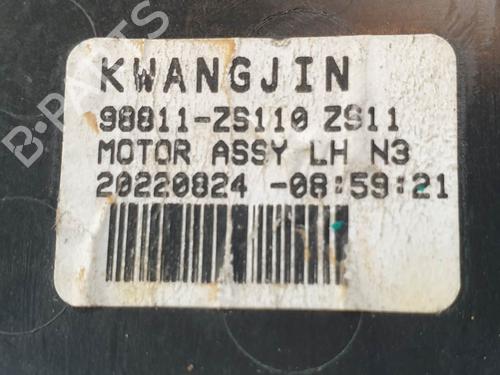 KWANGJIN
98811-ZS110 ZS11
MOTOR ASSY LH N3
20220824 -08:59:21
B-PARTS